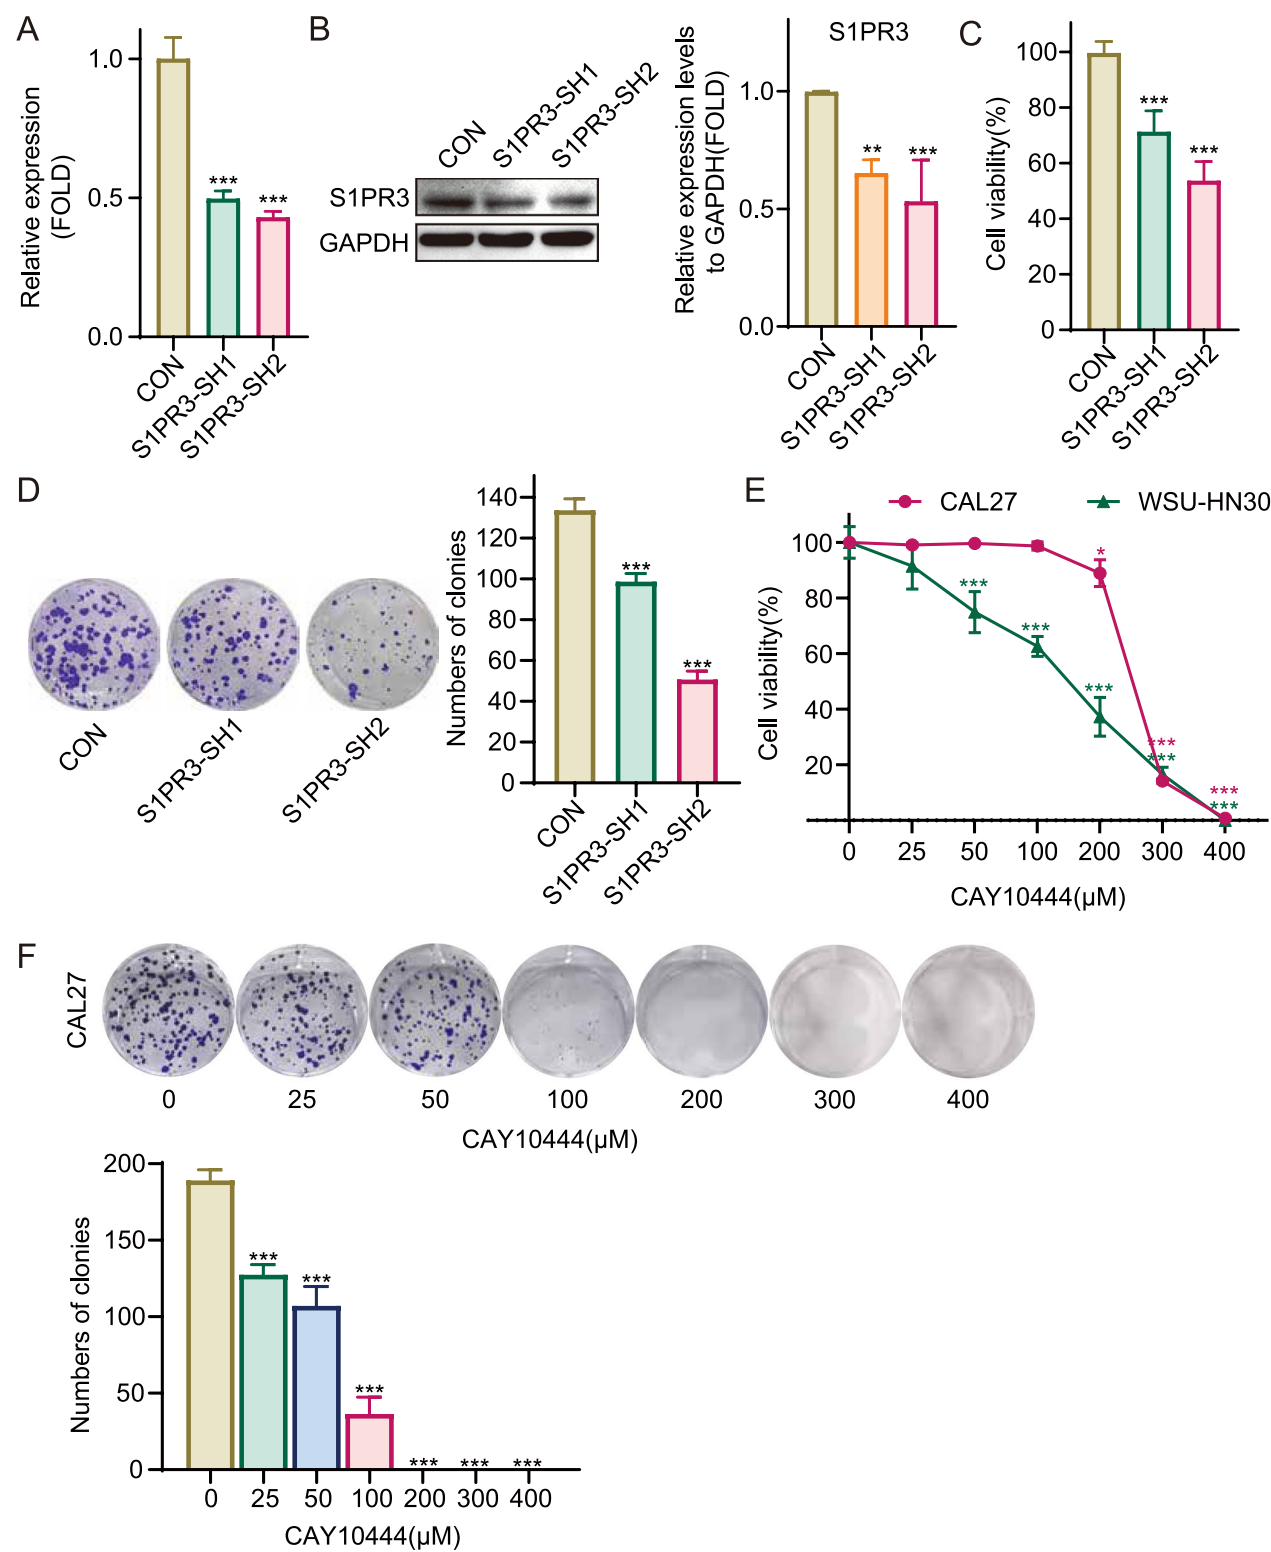 A
Relative expression
(FOLD)
1.0
0.5
0.0
***
***
CON
S1PR3-SH1
S1PR3-SH2
B
CON
S1PR3-SH1
S1PR3-SH2
S1PR3
GAPDH
S1PR3
Relative expression levels
to GAPDH(FOLD)
1.0
0.5
0.0
**
***
CON
S1PR3-SH1
S1PR3-SH2
C
Cell viability(%)
100
80
60
40
20
0
***
***
CON
S1PR3-SH1
S1PR3-SH2
D
CON
S1PR3-SH1
S1PR3-SH2
Numbers of clonies
140
120
100
80
60
40
20
0
***
***
CON
S1PR3-SH1
S1PR3-SH2
E
CAL27
WSU-HN30
Cell viability(%)
100
80
60
40
20
***
***
*
***
***
***
***
***
0 25 50 100 200 300 400
CAY10444(μM)
F
CAL27
0 25 50 100 200 300 400
CAY10444(μM)
Numbers of clonies
200
150
100
50
0
***
***
***
*** *** ***
0 25 50 100 200 300 400
CAY10444(μM)